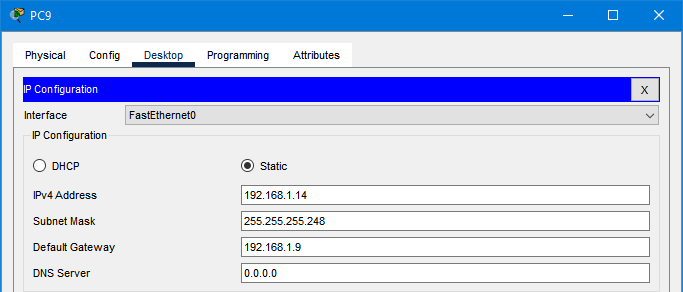 PC9
Physical Config Desktop Programming Attributes
IP Configuration X
Interface FastEthernet0
IP Configuration
DHCP Static
IPv4 Address 192.168.1.14
Subnet Mask 255.255.255.248
Default Gateway 192.168.1.9
DNS Server 0.0.0.0